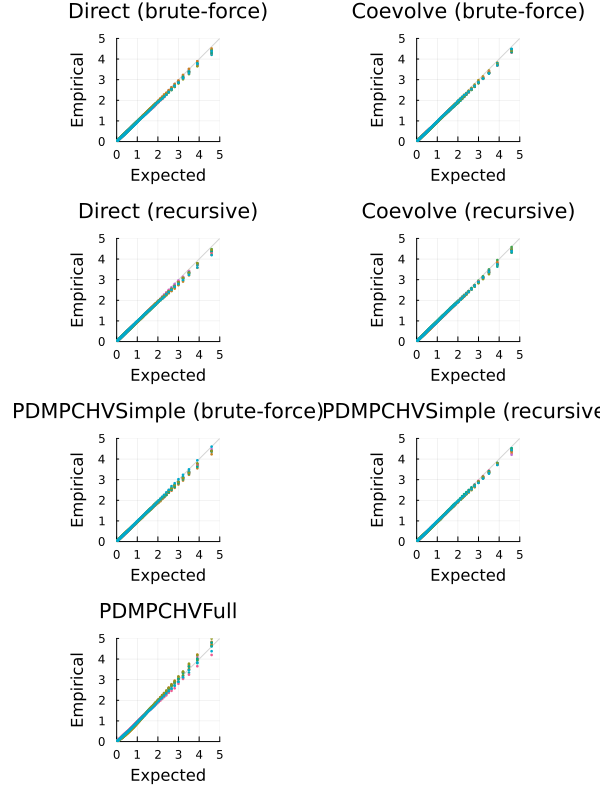 Direct (brute-force)
5
4
3
2
1
0
Empirical
0 1 2 3 4 5
Expected
Coevolve (brute-force)
5
4
3
2
1
0
Empirical
0 1 2 3 4 5
Expected
Direct (recursive)
5
4
3
2
1
0
Empirical
0 1 2 3 4 5
Expected
Coevolve (recursive)
5
4
3
2
1
0
Empirical
0 1 2 3 4 5
Expected
PDMPCHVSimple (brute-force)
5
4
3
2
1
0
Empirical
0 1 2 3 4 5
Expected
PDMPCHVSimple (recursive
5
4
3
2
1
0
Empirical
0 1 2 3 4 5
Expected
PDMPCHVFull
5
4
3
2
1
0
Empirical
0 1 2 3 4 5
Expected